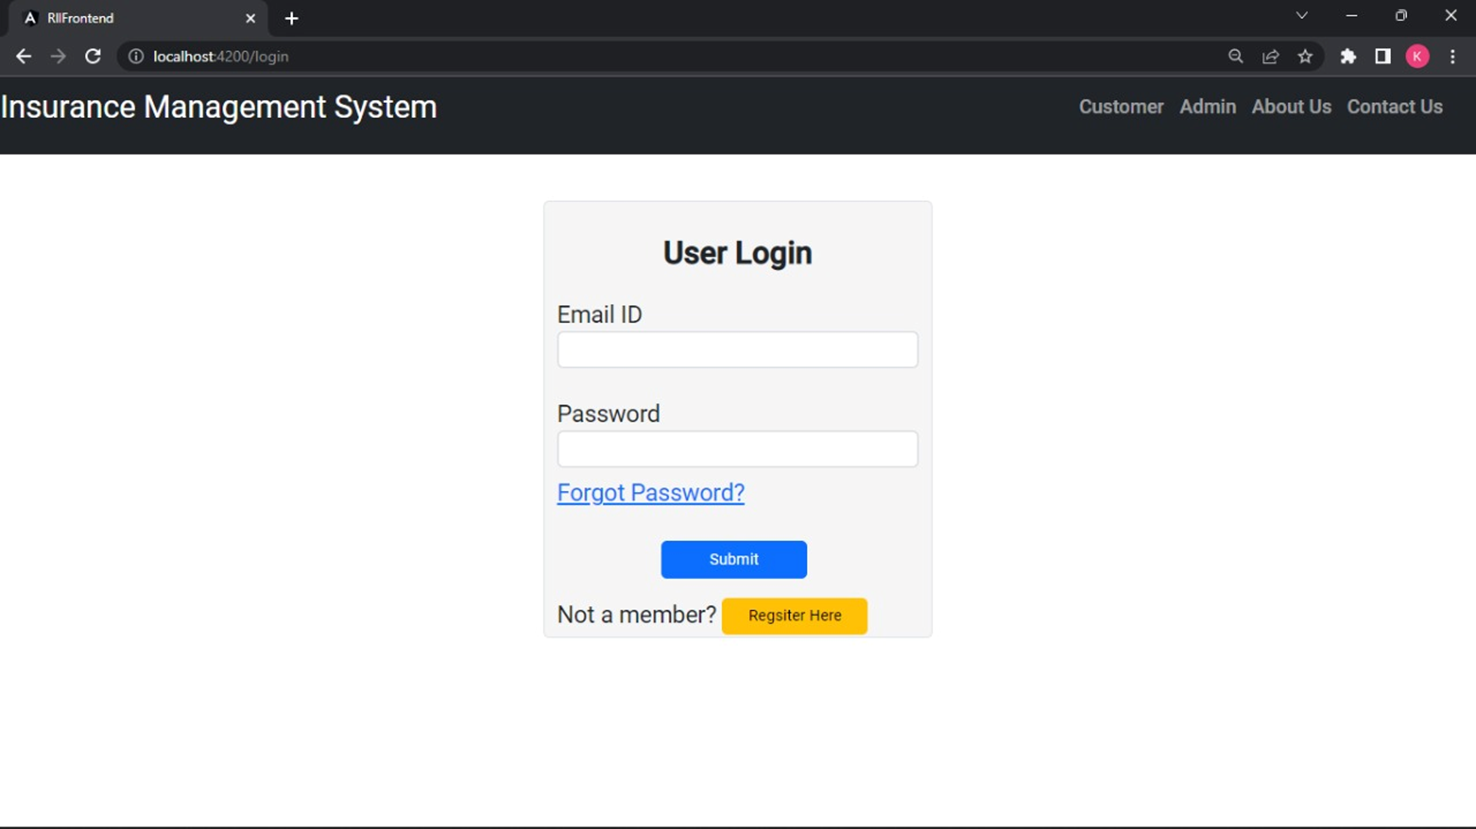 RIIFrontend
localhost:4200/login
K
Insurance Management System
Customer Admin About Us Contact Us
User Login
Email ID
Password
Forgot Password?
Submit
Not a member? Regsiter Here